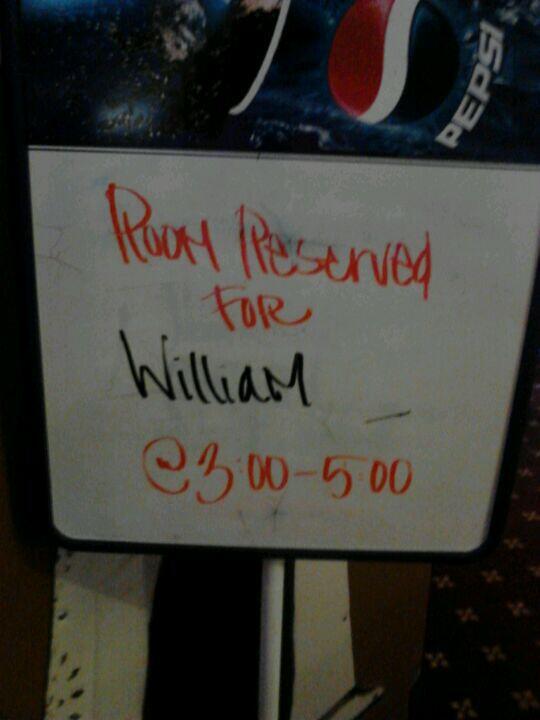 PEPSI
Room Reserved
For
William
@ 3:00-5:00